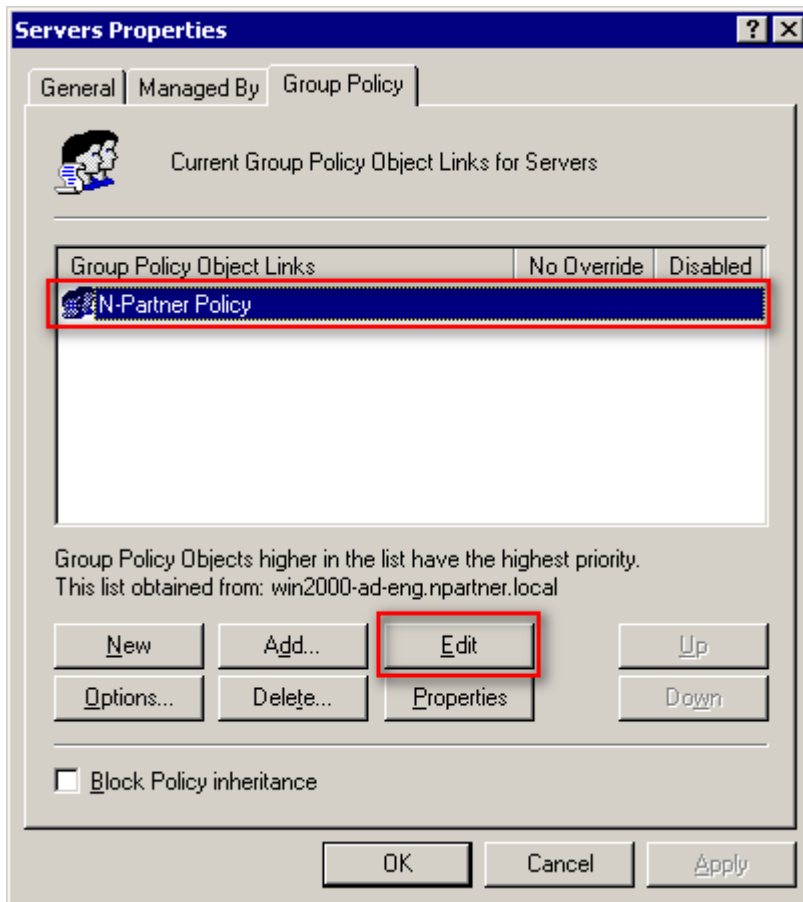 Servers Properties
General Managed By Group Policy
Current Group Policy Object Links for Servers
Group Policy Object Links No Override Disabled
N-Partner Policy
Group Policy Objects higher in the list have the highest priority.
This list obtained from: win2000-ad-eng.npartner.local
New Add... Edit Up
Options... Delete... Properties Down
Block Policy inheritance
OK Cancel Apply